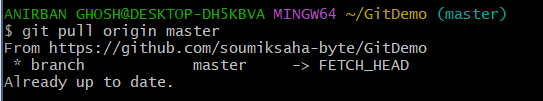 ANIRBAN GHOSH@DESKTOP-DH5KBVA MINGW64 ~/GitDemo (master)
$ git pull origin master
From https://github.com/soumiksaha-byte/GitDemo
 * branch            master     -> FETCH_HEAD
Already up to date.